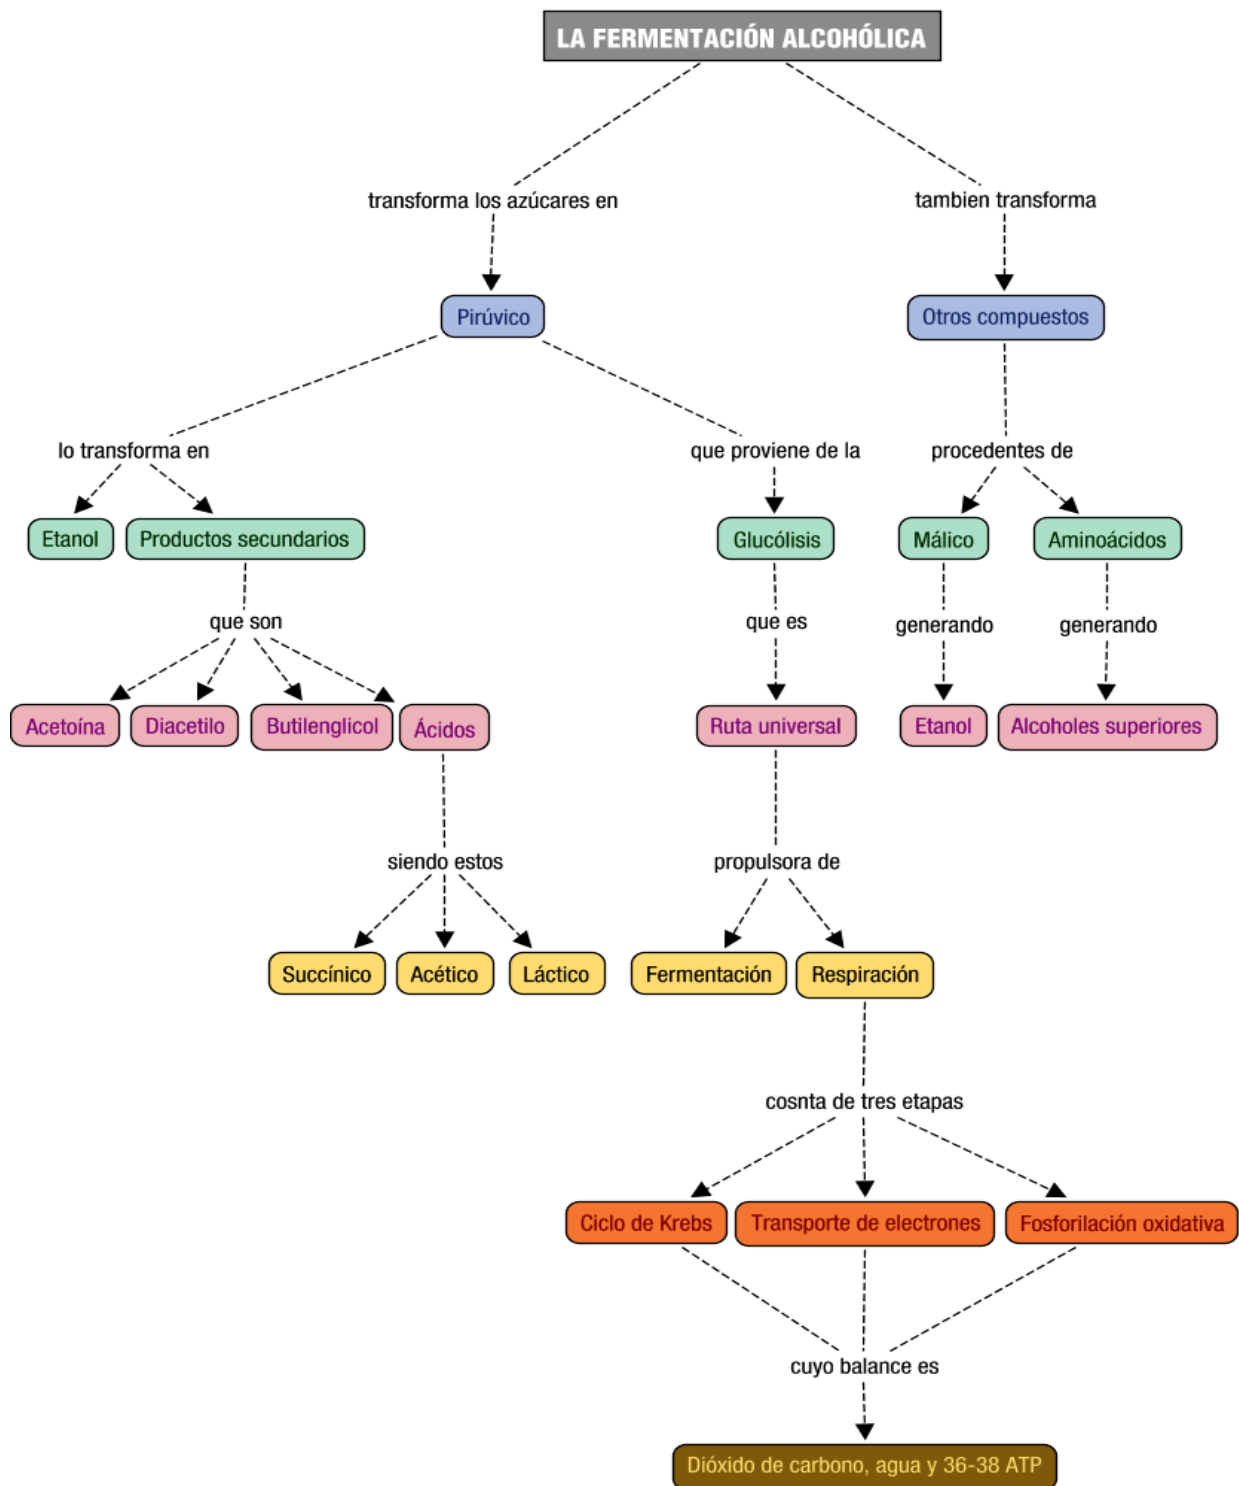 LA FERMENTACIÓN ALCOHÓLICA
transforma los azúcares en
tambien transforma
Pirúvico
Otros compuestos
lo transforma en
que proviene de la
procedentes de
Etanol
Productos secundarios
Glucólisis
Málico
Aminoácidos
que son
que es
generando
generando
Acetoína
Diacetilo
Butilenglicol
Ácidos
Ruta universal
Etanol
Alcoholes superiores
siendo estos
propulsora de
Succínico
Acético
Láctico
Fermentación
Respiración
cosnta de tres etapas
Ciclo de Krebs
Transporte de electrones
Fosforilación oxidativa
cuyo balance es
Dióxido de carbono, agua y 36-38 ATP